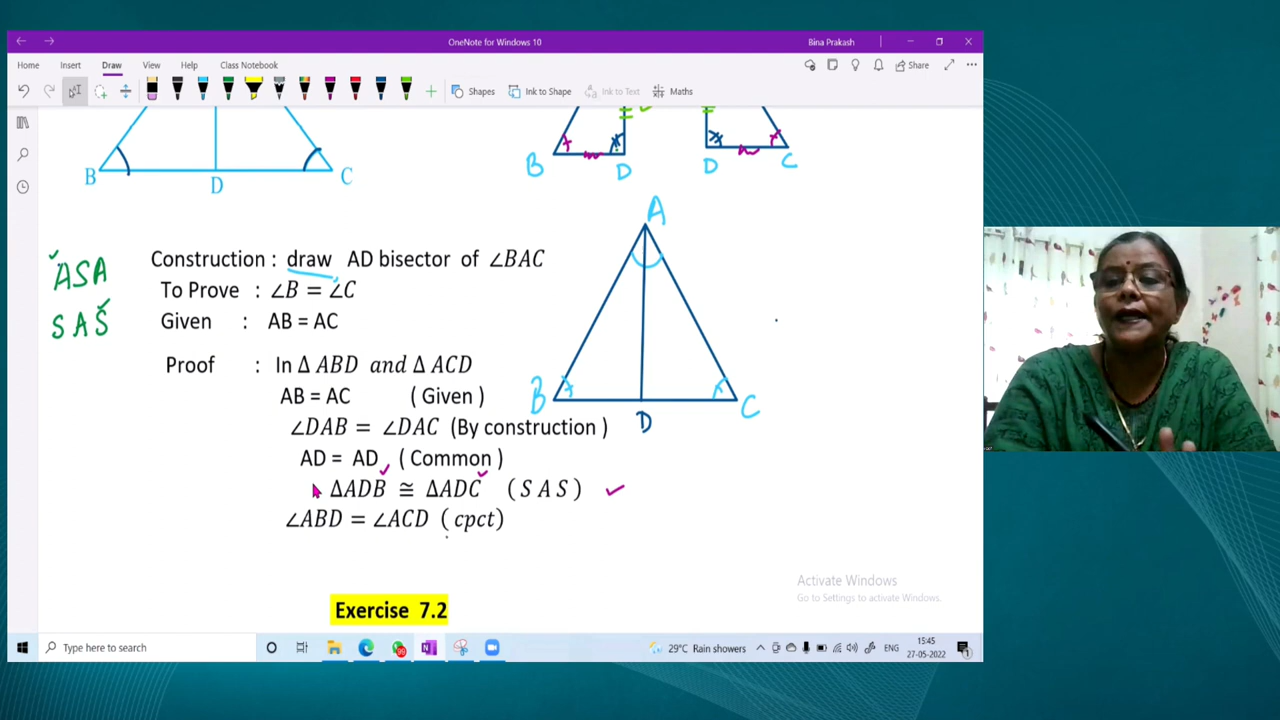 OneNote for Windows 10
Bina Prakash
Home Insert Draw View Help Class Notebook
Share
Shapes Ink to Shape Ink to Text Maths
B D C
B D D C
A
B D C
ASA
SAS
Construction : draw AD bisector of ∠BAC
To Prove : ∠B = ∠C
Given : AB = AC
Proof : In Δ ABD and Δ ACD
AB = AC ( Given )
∠DAB = ∠DAC (By construction )
AD = AD ( Common )
ΔADB ≅ ΔADC ( S A S )
∠ABD = ∠ACD ( cpct)
Exercise 7.2
Activate Windows
Go to Settings to activate Windows.
Type here to search
99
29°C Rain showers
ENG
15:45
27-05-2022
1